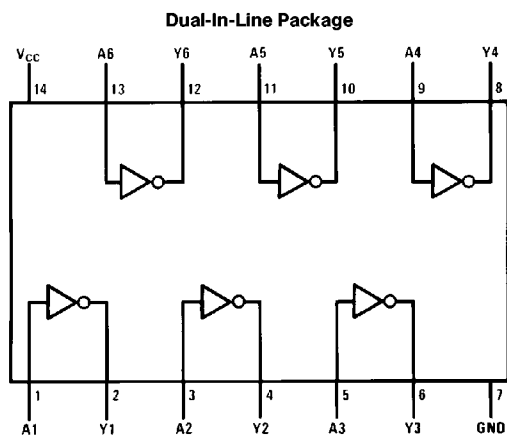 Dual-In-Line Package
VCC A6 Y6 A5 Y5 A4 Y4
14 13 12 11 10 9 8
1 2 3 4 5 6 7
A1 Y1 A2 Y2 A3 Y3 GND